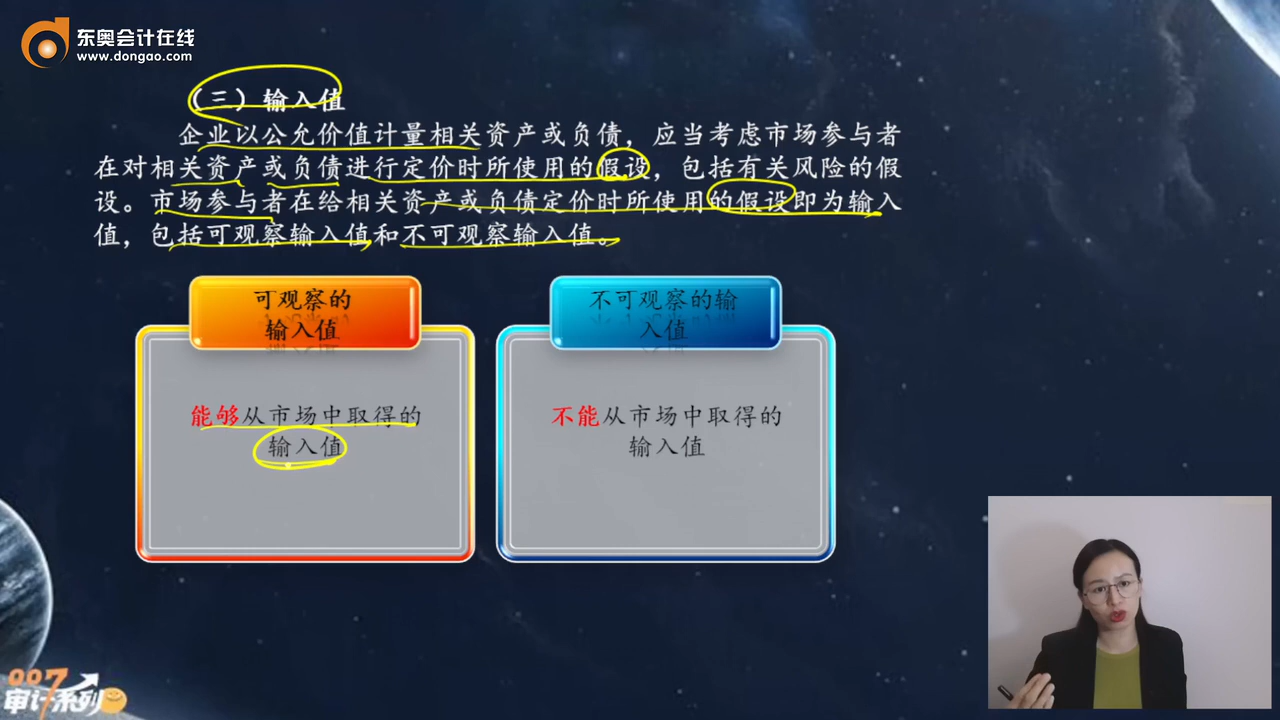 东奥会计在线
www.dongao.com
（三）输入值
企业以公允价值计量相关资产或负债，应当考虑市场参与者
在对相关资产或负债进行定价时所使用的假设，包括有关风险的假
设。市场参与者在给相关资产或负债定价时所使用的假设即为输入
值，包括可观察输入值和不可观察输入值。
可观察的
输入值
能够从市场中取得的
输入值
不可观察的输
入值
不能从市场中取得的
输入值
007
审计系列